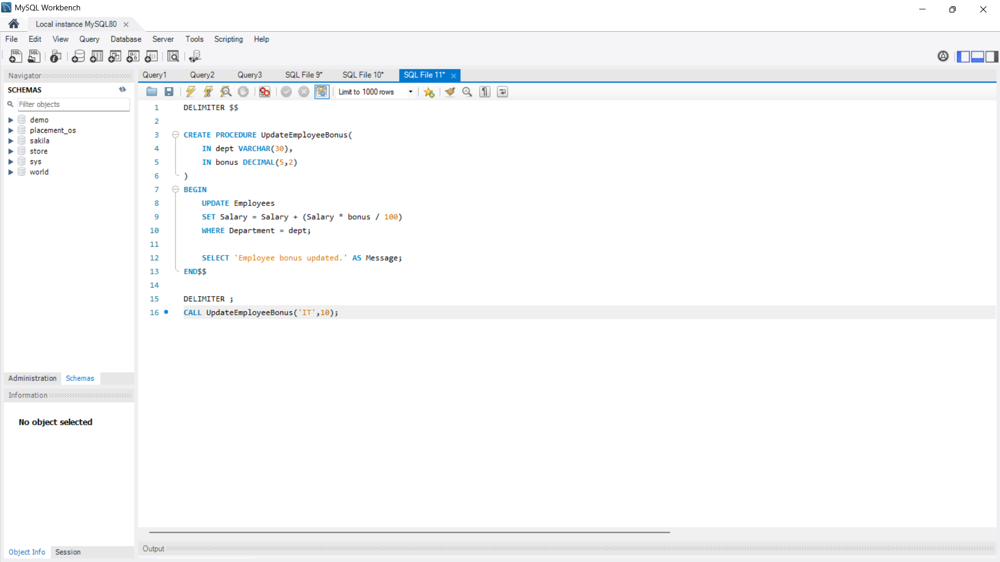 MySQL Workbench
Local instance MySQL80
File Edit View Query Database Server Tools Scripting Help
Navigator
SCHEMAS
Filter objects
demo
placement_os
sakila
store
sys
world
Administration Schemas
Information
No object selected
Object Info Session
Query1 Query2 Query3 SQL File 9* SQL File 10* SQL File 11*
Limit to 1000 rows
1 DELIMITER $$
2
3 CREATE PROCEDURE UpdateEmployeeBonus(
4 IN dept VARCHAR(30),
5 IN bonus DECIMAL(5,2)
6 )
7 BEGIN
8 UPDATE Employees
9 SET Salary = Salary + (Salary * bonus / 100)
10 WHERE Department = dept;
11
12 SELECT 'Employee bonus updated.' AS Message;
13 END$$
14
15 DELIMITER ;
16 CALL UpdateEmployeeBonus('IT',10);
Output